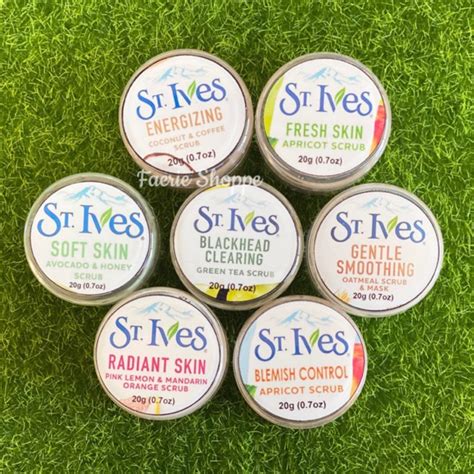 ST. IVES
ENERGIZING
COCONUT & COFFEE
SCRUB
20g (0.7oz)
ST. IVES
FRESH SKIN
APRICOT SCRUB
20g (0.7oz)
Faerie Shoppe
ST. IVES
SOFT SKIN
AVOCADO & HONEY
SCRUB
20g (0.7oz)
ST. IVES
BLACKHEAD
CLEARING
GREEN TEA SCRUB
20g (0.7oz)
ST. IVES
GENTLE
SMOOTHING
OATMEAL SCRUB
& MASK
20g (0.7oz)
ST. IVES
RADIANT SKIN
PINK LEMON & MANDARIN
ORANGE SCRUB
20g (0.7oz)
ST. IVES
BLEMISH CONTROL
APRICOT SCRUB
20g (0.7oz)